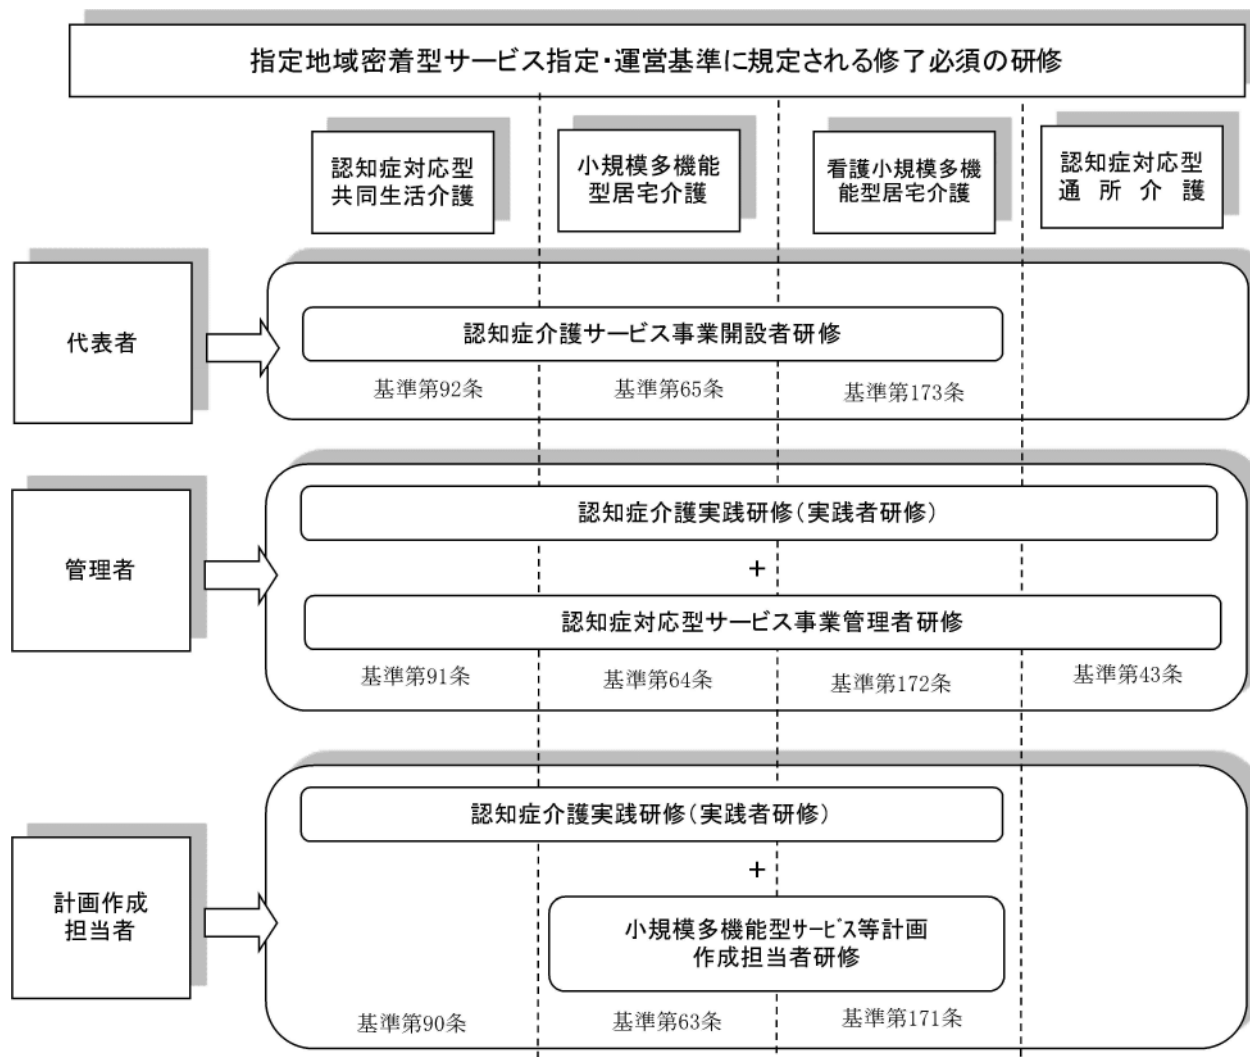 指定地域密着型サービス指定・運営基準に規定される修了必須の研修
認知症対応型
共同生活介護
小規模多機能
型居宅介護
看護小規模多機
能型居宅介護
認知症対応型
通所介護
代表者
認知症介護サービス事業開設者研修
基準第92条
基準第65条
基準第173条
管理者
認知症介護実践研修(実践者研修)
+
認知症対応型サービス事業管理者研修
基準第91条
基準第64条
基準第172条
基準第43条
計画作成
担当者
認知症介護実践研修(実践者研修)
+
小規模多機能型ｻｰﾋﾞｽ等計画
作成担当者研修
基準第90条
基準第63条
基準第171条